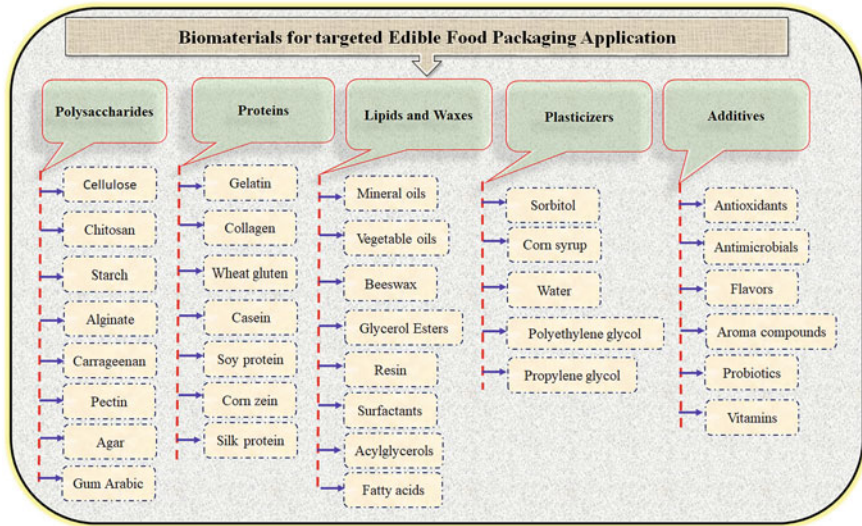 Biomaterials for targeted Edible Food Packaging Application
Polysaccharides
Cellulose
Chitosan
Starch
Alginate
Carrageenan
Pectin
Agar
Gum Arabic
Proteins
Gelatin
Collagen
Wheat gluten
Casein
Soy protein
Corn zein
Silk protein
Lipids and Waxes
Mineral oils
Vegetable oils
Beeswax
Glycerol Esters
Resin
Surfactants
Acylglycerols
Fatty acids
Plasticizers
Sorbitol
Corn syrup
Water
Polyethylene glycol
Propylene glycol
Additives
Antioxidants
Antimicrobials
Flavors
Aroma compounds
Probiotics
Vitamins